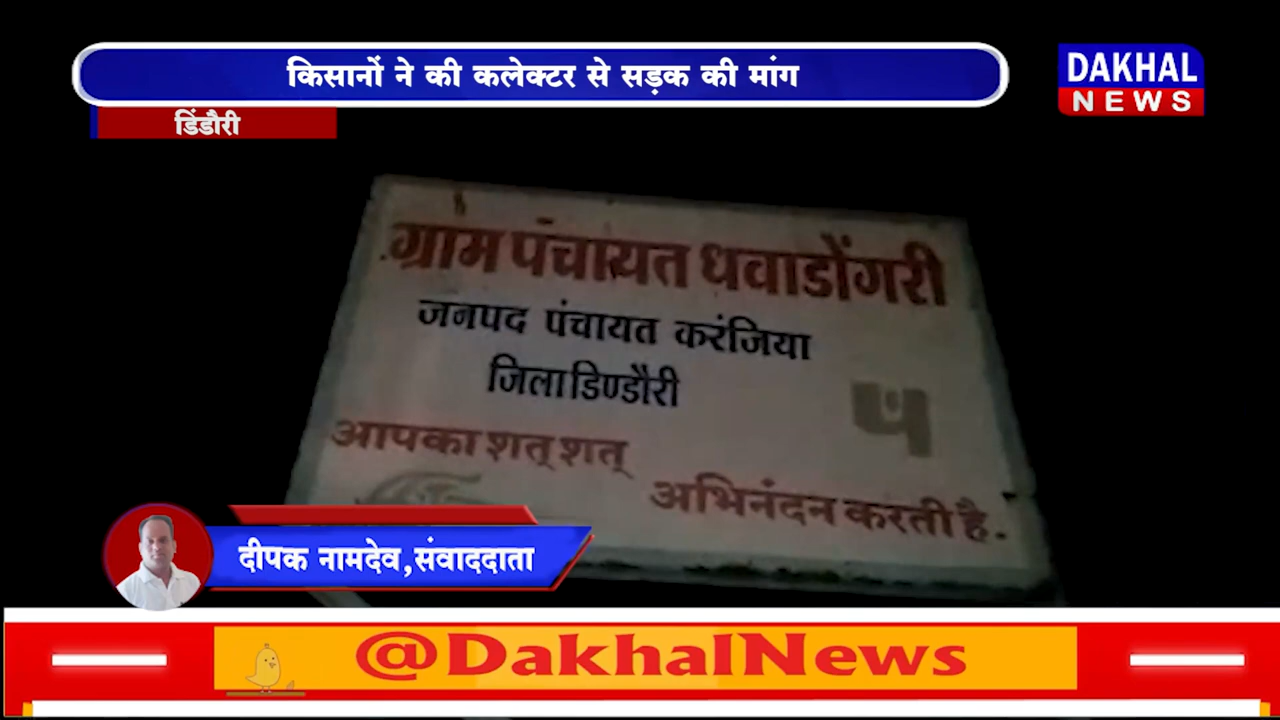 किसानों ने की कलेक्टर से सड़क की मांग
DAKHAL
NEWS
डिंडौरी
ग्राम पंचायत धवाडोंगरी
जनपद पंचायत करंजिया
जिला डिण्डौरी
आपका शत् शत्
अभिनंदन करती है.
दीपक नामदेव,संवाददाता
@DakhalNews